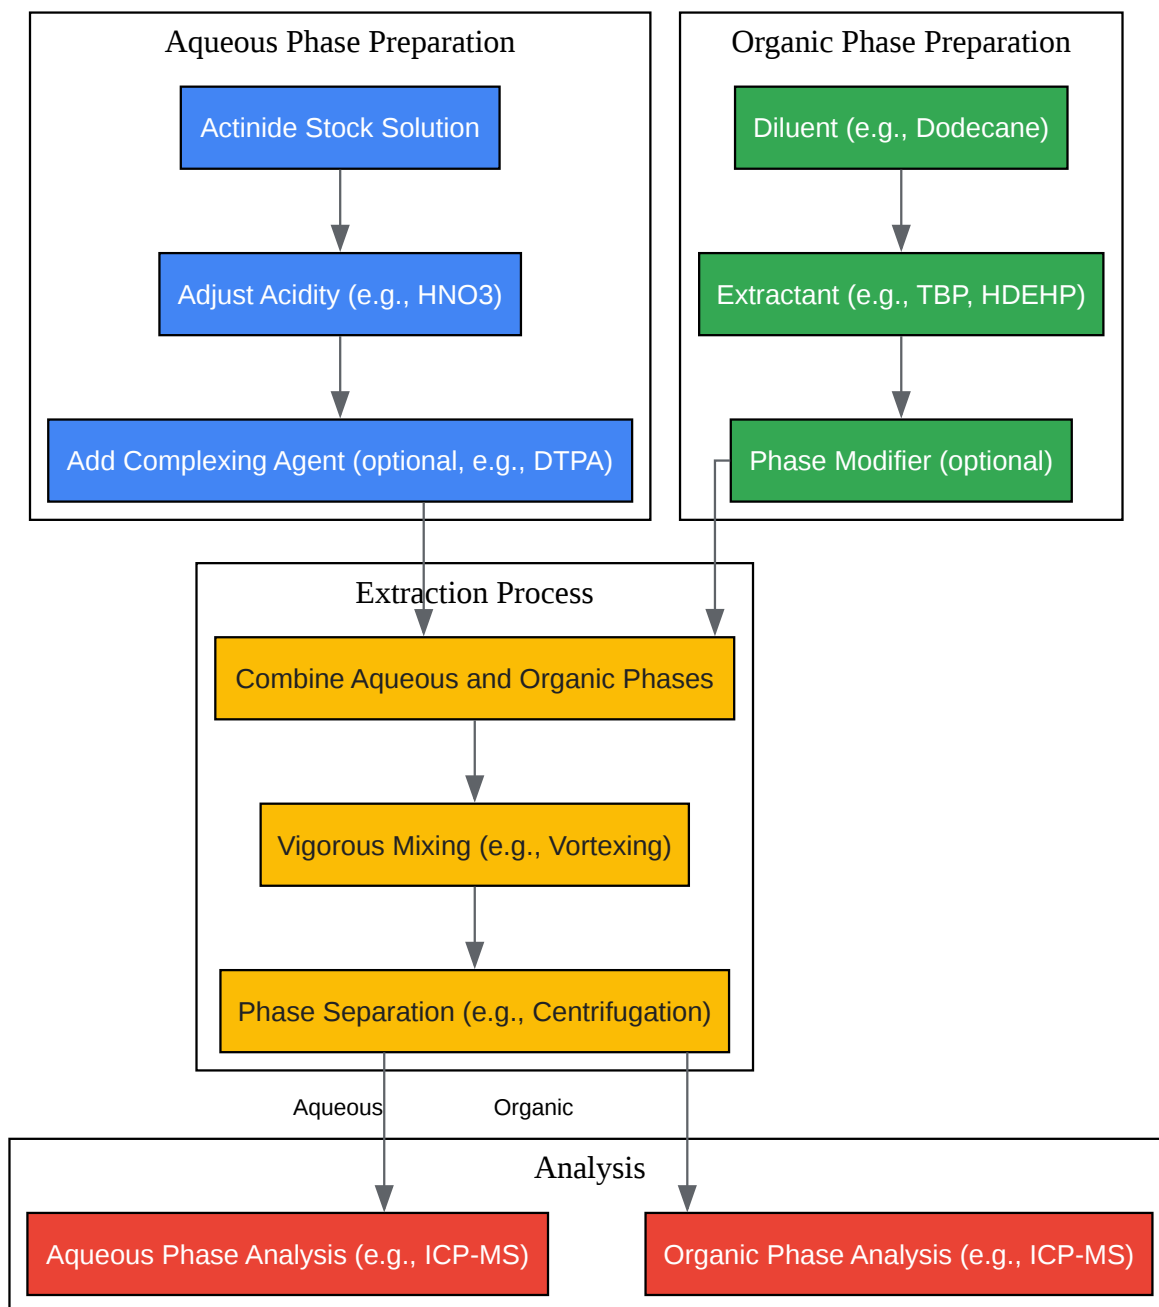 Aqueous Phase Preparation
Actinide Stock Solution
Adjust Acidity (e.g., HNO3)
Add Complexing Agent (optional, e.g., DTPA)
Organic Phase Preparation
Diluent (e.g., Dodecane)
Extractant (e.g., TBP, HDEHP)
Phase Modifier (optional)
Extraction Process
Combine Aqueous and Organic Phases
Vigorous Mixing (e.g., Vortexing)
Phase Separation (e.g., Centrifugation)
Aqueous
Organic
Analysis
Aqueous Phase Analysis (e.g., ICP-MS)
Organic Phase Analysis (e.g., ICP-MS)